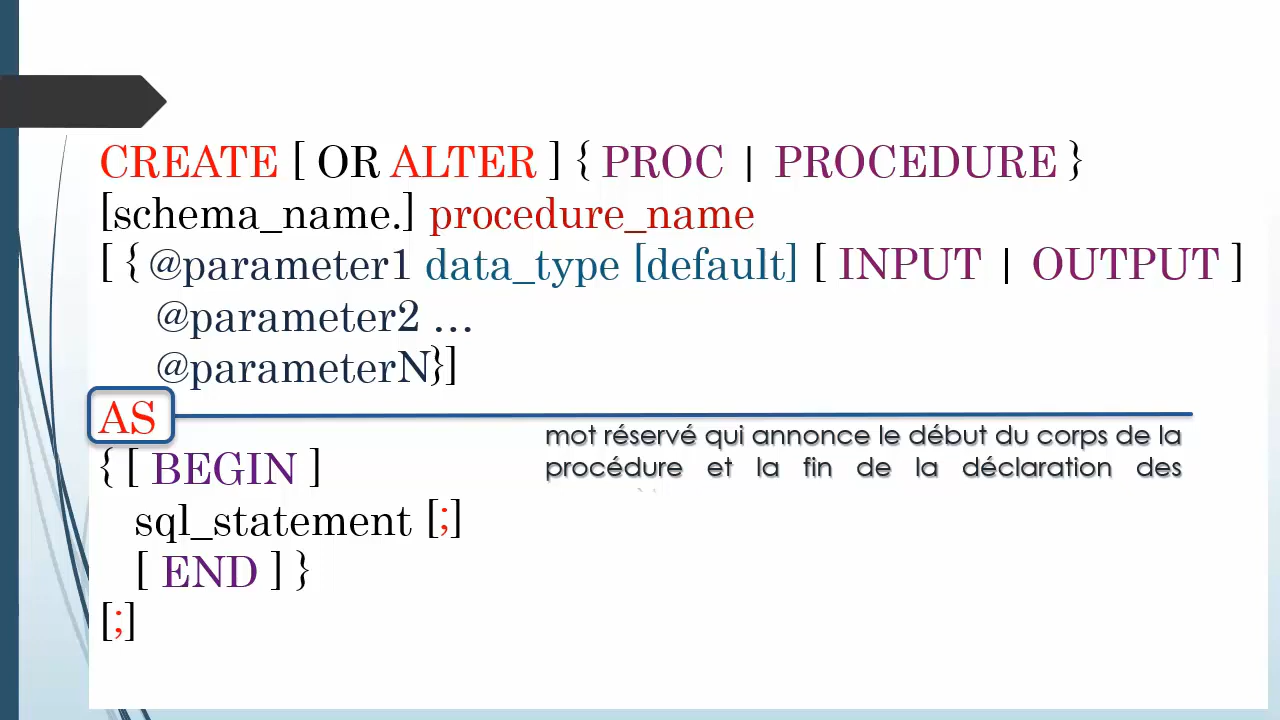 CREATE [ OR ALTER ] { PROC | PROCEDURE }
[schema_name.] procedure_name
[ { @parameter1 data_type [default] [ INPUT | OUTPUT ]
@parameter2 ...
@parameterN}]
AS
mot réservé qui annonce le début du corps de la
procédure et la fin de la déclaration des
{ [ BEGIN ]
sql_statement [;]
[ END ] }
[;]